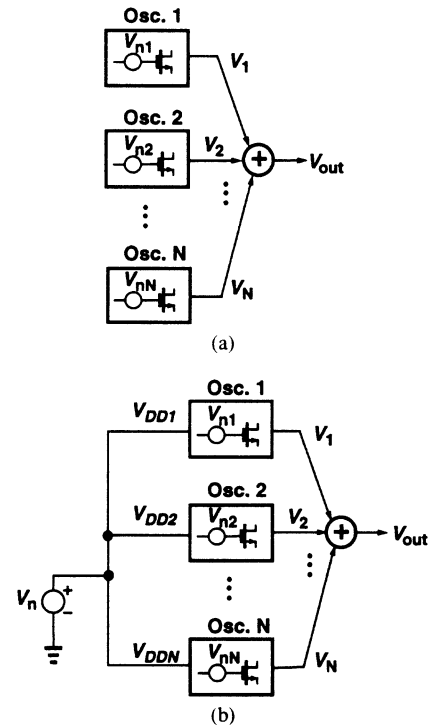 Osc. 1
Vn1
V1
Osc. 2
Vn2
V2
+
Vout
Osc. N
VnN
VN
(a)
Osc. 1
VDD1
Vn1
V1
Osc. 2
VDD2
Vn2
V2
+
Vout
Vn
+
−
Osc. N
VDDN
VnN
VN
(b)